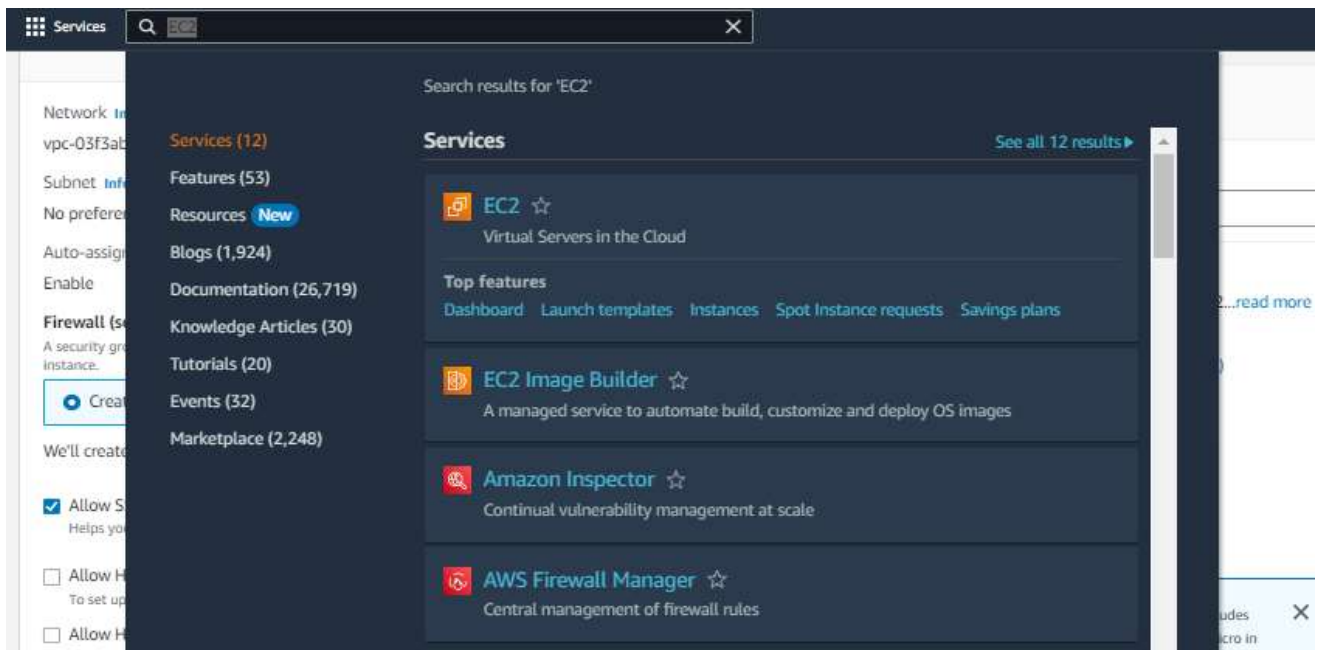 Services
EC2
Search results for 'EC2'
Services (12)
Features (53)
Resources New
Blogs (1,924)
Documentation (26,719)
Knowledge Articles (30)
Tutorials (20)
Events (32)
Marketplace (2,248)
Services
See all 12 results
EC2
Virtual Servers in the Cloud
Top features
Dashboard Launch templates Instances Spot Instance requests Savings plans
EC2 Image Builder
A managed service to automate build, customize and deploy OS images
Amazon Inspector
Continual vulnerability management at scale
AWS Firewall Manager
Central management of firewall rules
Network
vpc-03f3ab
Subnet
No prefere
Auto-assig
Enable
Firewall (s
A security gr
instance.
Creat
We'll create
Allow S
Helps yo
Allow H
To set up
Allow H
...read more
udes
icro in